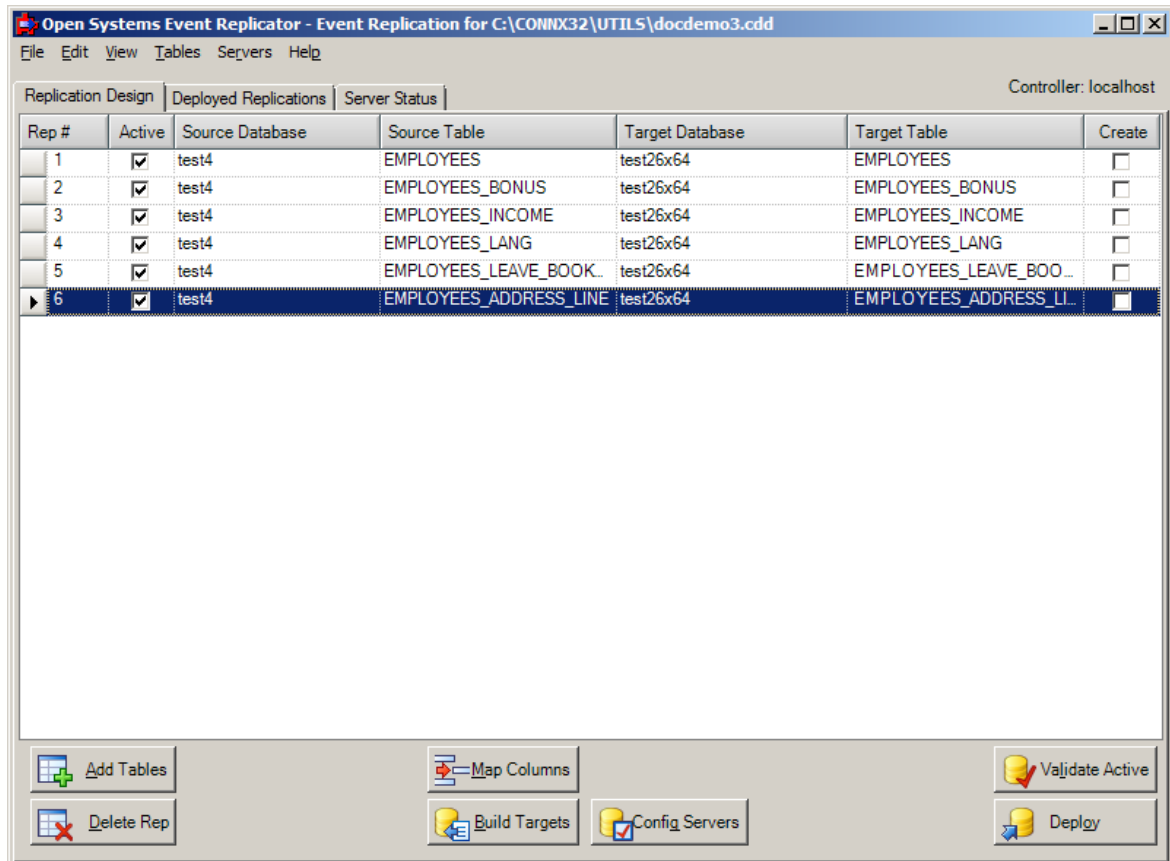 Open Systems Event Replicator - Event Replication for C:\CONNX32\UTILS\docdemo3.cdd
File Edit View Tables Servers Help
Replication Design Deployed Replications Server Status Controller: localhost
Rep # Active Source Database Source Table Target Database Target Table Create
1 test4 EMPLOYEES test26x64 EMPLOYEES
2 test4 EMPLOYEES_BONUS test26x64 EMPLOYEES_BONUS
3 test4 EMPLOYEES_INCOME test26x64 EMPLOYEES_INCOME
4 test4 EMPLOYEES_LANG test26x64 EMPLOYEES_LANG
5 test4 EMPLOYEES_LEAVE_BOOK... test26x64 EMPLOYEES_LEAVE_BOO...
6 test4 EMPLOYEES_ADDRESS_LINE test26x64 EMPLOYEES_ADDRESS_LI...
Add Tables Map Columns Validate Active
Delete Rep Build Targets Config Servers Deploy